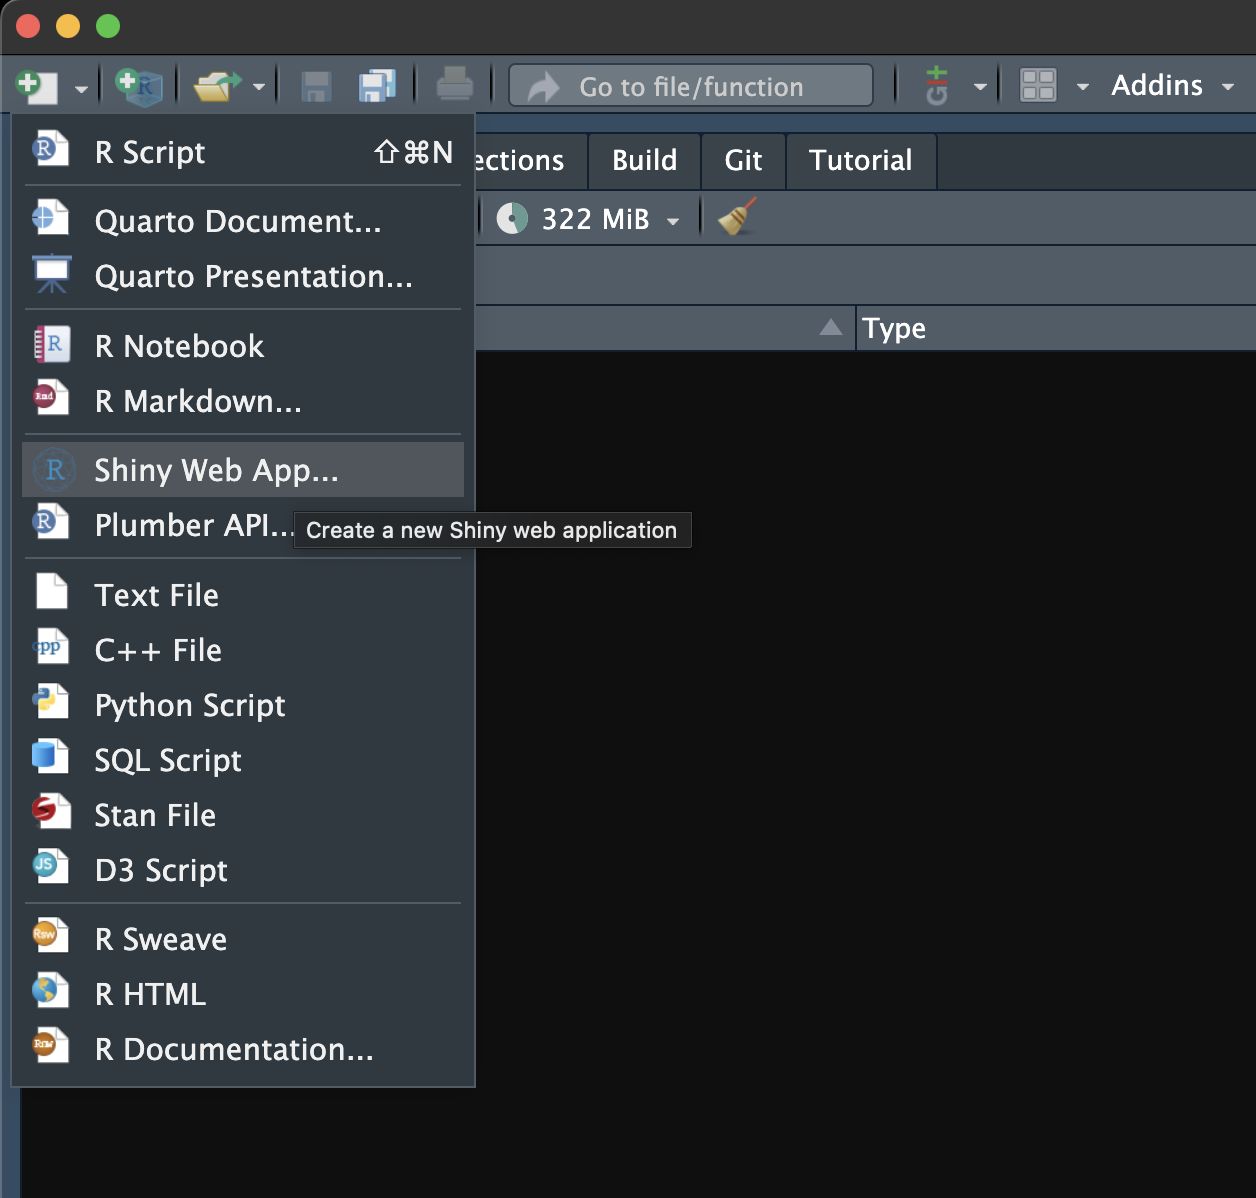 Go to file/function
Git
Addins
R Script ⇧⌘N
ections
Build
Git
Tutorial
322 MiB
Type
Quarto Document...
Quarto Presentation...
R Notebook
R Markdown...
Shiny Web App...
Plumber API...
Create a new Shiny web application
Text File
C++ File
Python Script
SQL Script
Stan File
D3 Script
R Sweave
R HTML
R Documentation...